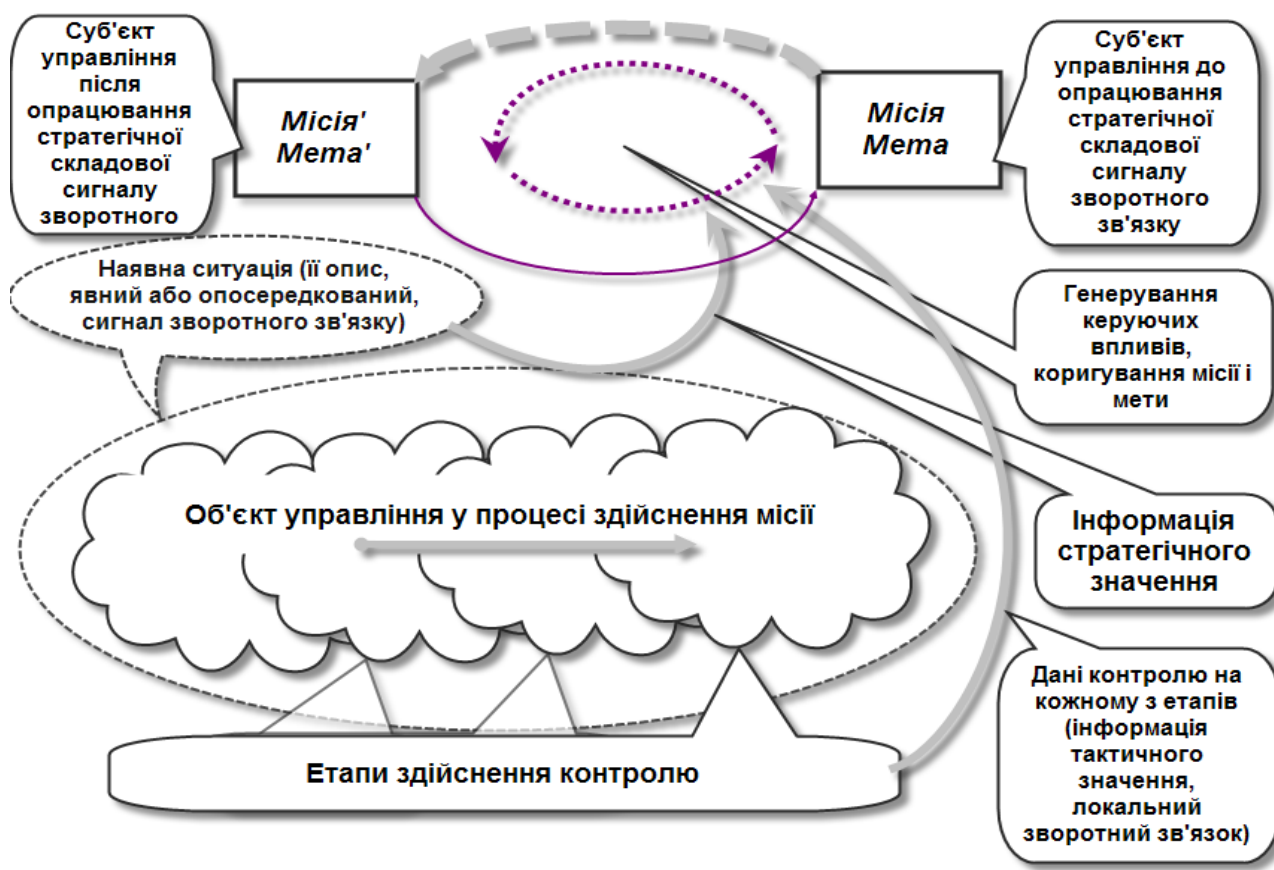 Суб'єкт
управління
після
опрацювання
стратегічної
складової
сигналу
зворотного
Місія'
Мета'
Місія
Мета
Суб'єкт
управління до
опрацювання
стратегічної
складової
сигналу
зворотного
зв'язку
Наявна ситуація (її опис,
явний або опосередкований,
сигнал зворотного зв'язку)
Генерування
керуючих
впливів,
коригування місії і
мети
Об'єкт управління у процесі здійснення місії
Інформація
стратегічного
значення
Дані контролю на
кожному з етапів
(інформація
тактичного
значення,
локальний
зворотний зв'язок)
Етапи здійснення контролю